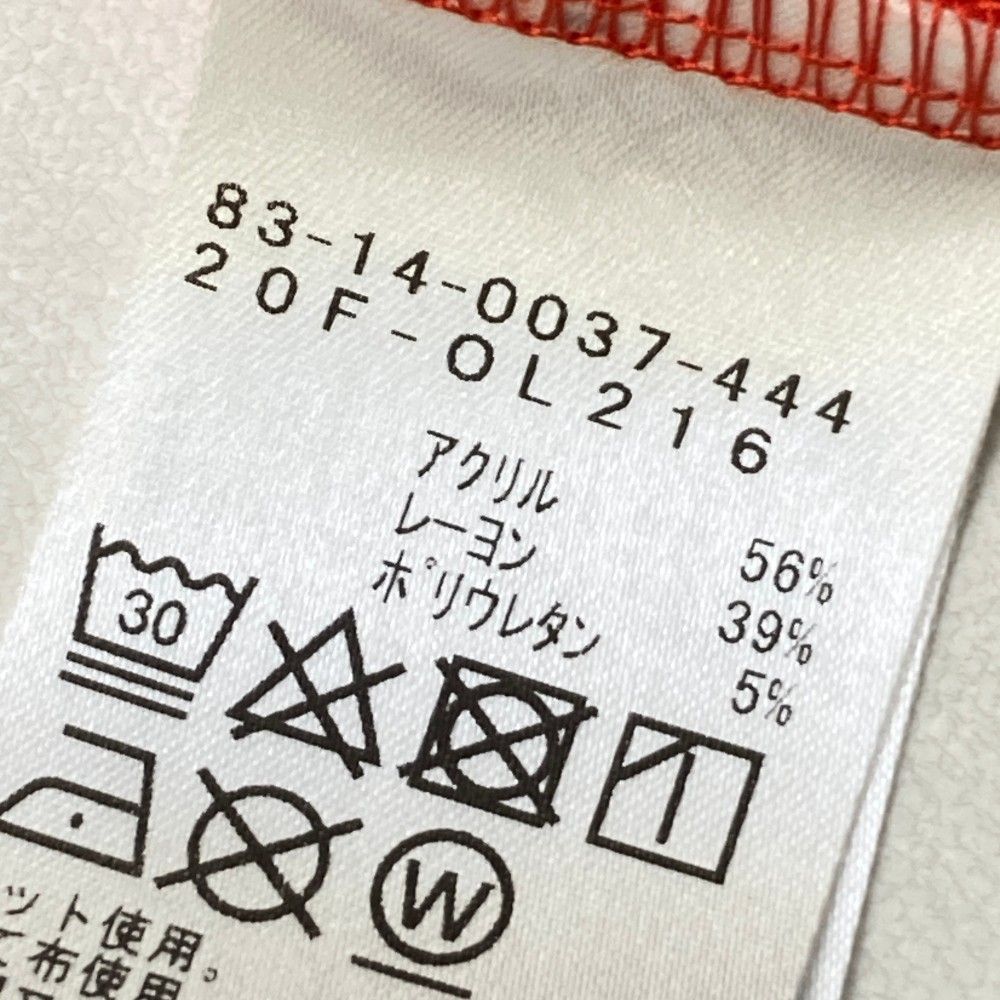 83-14-0037-444
20F-OL216
アクリル 56%
レーヨン 39%
ポリウレタン 5%
30
W
ット使用。
て布使用